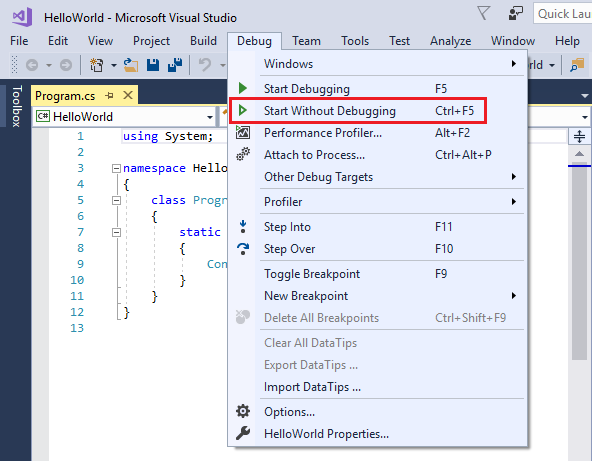 HelloWorld - Microsoft Visual Studio
Quick Lau
File Edit View Project Build Debug Team Tools Test Analyze Window Help
Toolbox
Program.cs
C# HelloWorld
1 using System;
2
3 namespace Hello
4 {
5 class Progr
6 {
7 static
8 {
9 Con
10 }
11 }
12 }
13
Windows
Start Debugging F5
Start Without Debugging Ctrl+F5
Performance Profiler... Alt+F2
Attach to Process... Ctrl+Alt+P
Other Debug Targets
Profiler
Step Into F11
Step Over F10
Toggle Breakpoint F9
New Breakpoint
Delete All Breakpoints Ctrl+Shift+F9
Clear All DataTips
Export DataTips ...
Import DataTips ...
Options...
HelloWorld Properties...